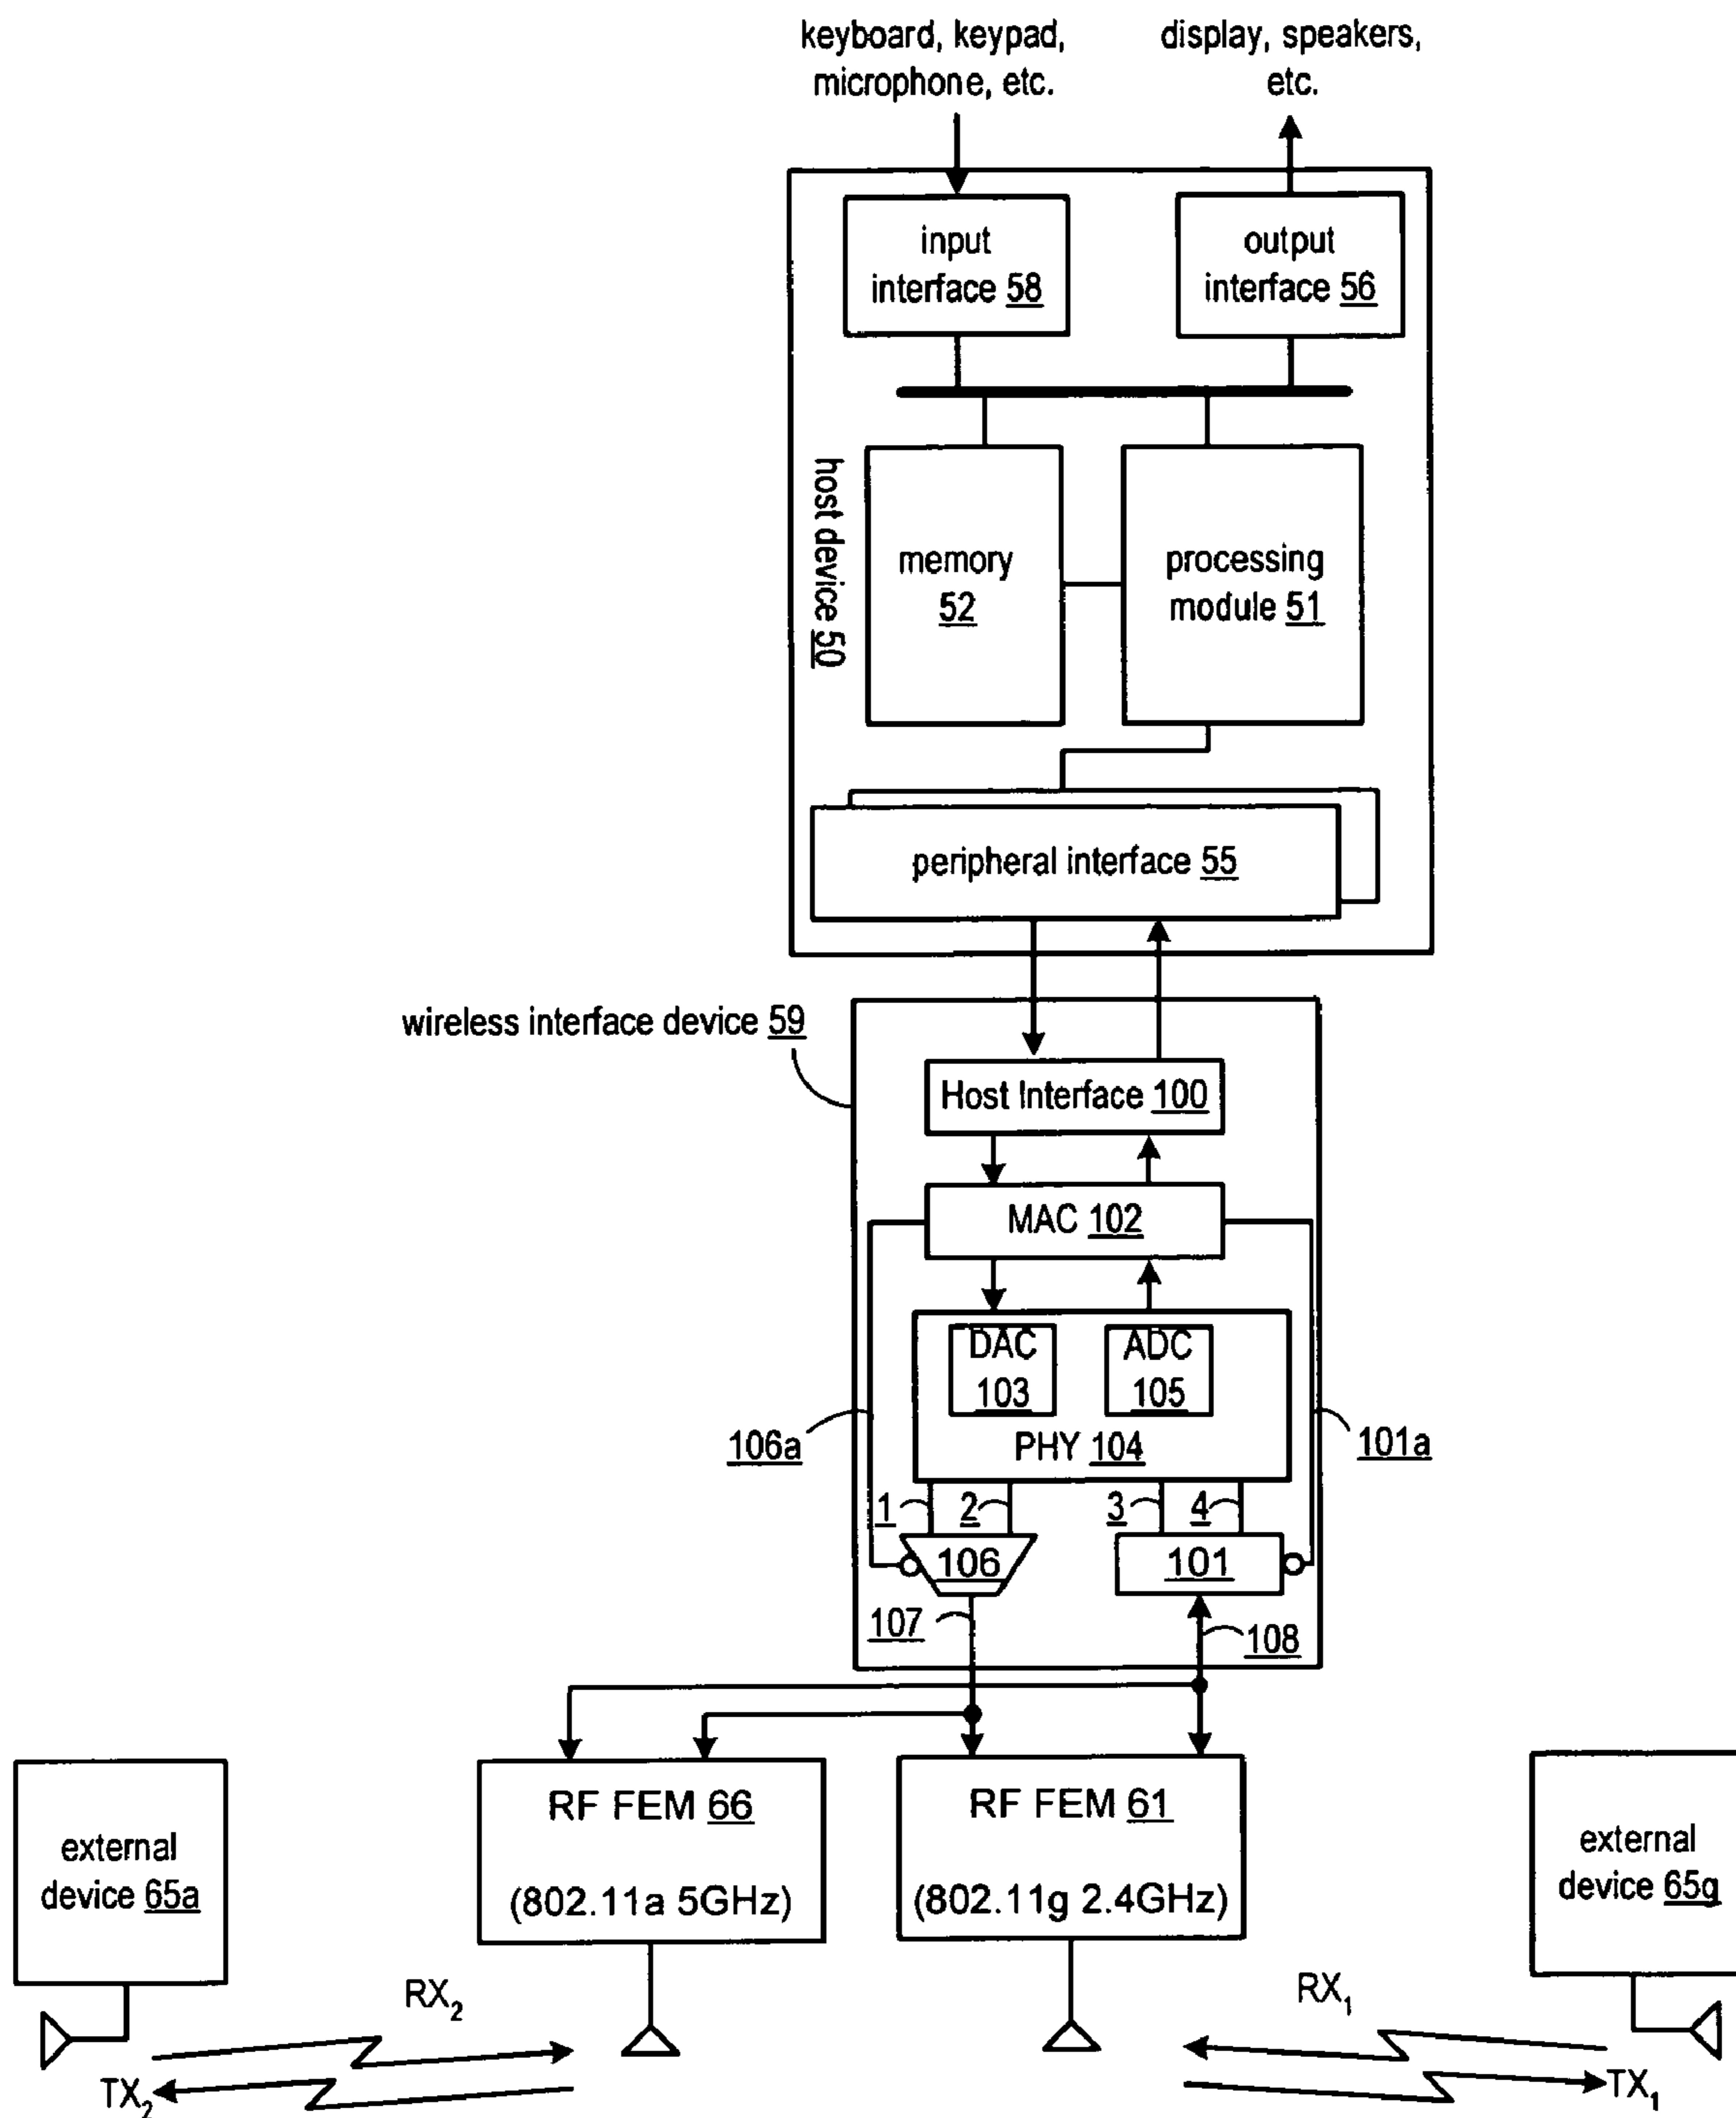 keyboard, keypad,
microphone, etc.
display, speakers,
etc.
input
interface 58
output
interface 56
host device 50
memory
52
processing
module 51
peripheral interface 55
wireless interface device 59
Host Interface 100
MAC 102
DAC
103
ADC
105
PHY 104
106a
101a
1
2
3
4
106
101
107
108
external
device 65a
RF FEM 66
(802.11a 5GHz)
RF FEM 61
(802.11g 2.4GHz)
external
device 65g
RX2
RX1
TX2
TX1